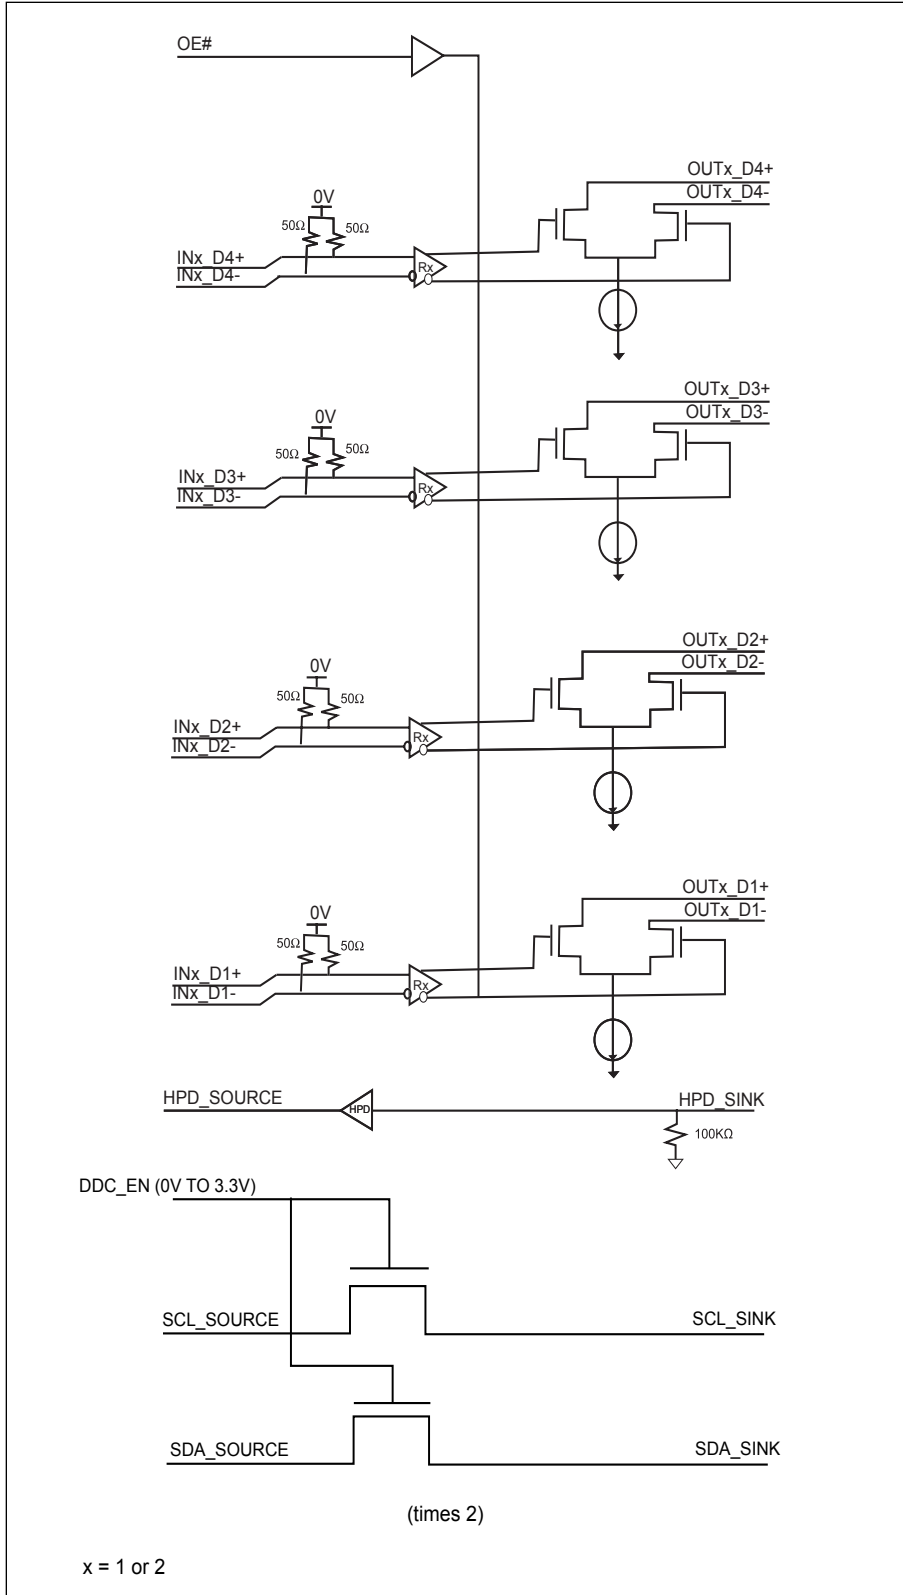 OE#
OUTx_D4+
OUTx_D4-
0V
50Ω
50Ω
INx_D4+
INx_D4-
Rx
OUTx_D3+
OUTx_D3-
0V
50Ω
50Ω
INx_D3+
INx_D3-
Rx
OUTx_D2+
OUTx_D2-
0V
50Ω
50Ω
INx_D2+
INx_D2-
Rx
OUTx_D1+
OUTx_D1-
0V
50Ω
50Ω
INx_D1+
INx_D1-
Rx
HPD_SOURCE
HPD
HPD_SINK
100KΩ
DDC_EN (0V TO 3.3V)
SCL_SOURCE
SCL_SINK
SDA_SOURCE
SDA_SINK
(times 2)
x = 1 or 2